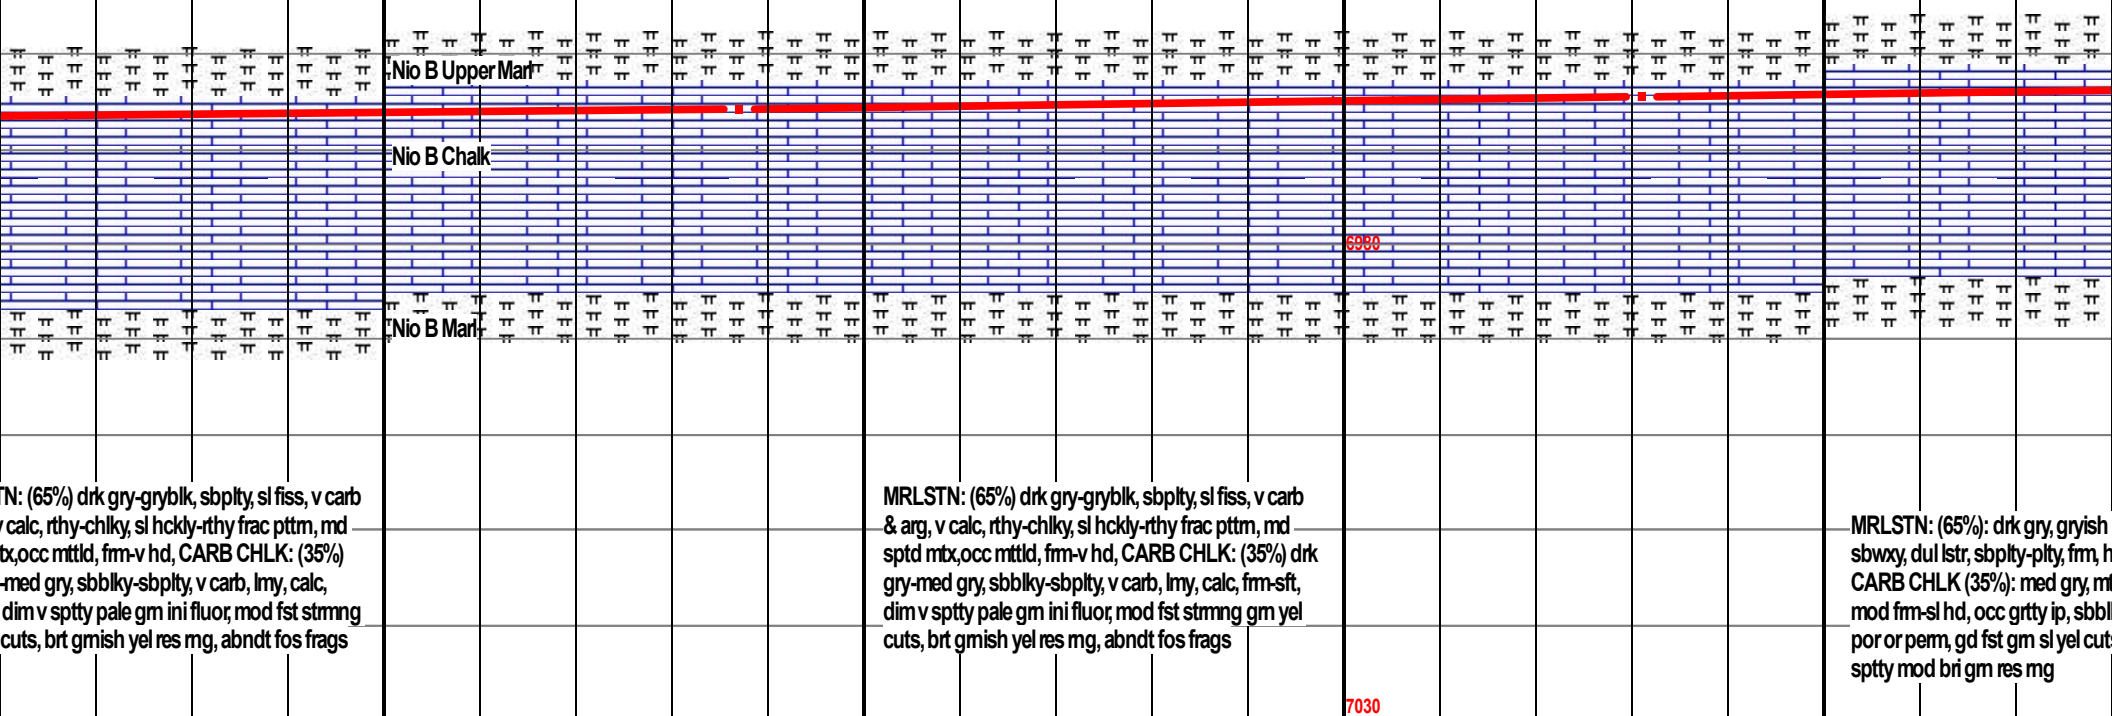 Nio B Upper Marl
Nio B Chalk
6980
Nio B Marl
TN: (65%) drk gry-gryblk, sbplty, sl fiss, v carb
v calc, rthy-chlky, sl hckly-rthy frac pttrn, md
tx,occ mttld, frm-v hd, CARB CHLK: (35%)
-med gry, sbblky-sbplty, v carb, lmy, calc,
dim v sptty pale grn ini fluor, mod fst strmng
cuts, brt grnish yel res rng, abndt fos frags
MRLSTN: (65%) drk gry-gryblk, sbplty, sl fiss, v carb
& arg, v calc, rthy-chlky, sl hckly-rthy frac pttrn, md
sptd mtx,occ mttld, frm-v hd, CARB CHLK: (35%) drk
gry-med gry, sbblky-sbplty, v carb, lmy, calc, frm-sft,
dim v sptty pale grn ini fluor, mod fst strmng grn yel
cuts, brt grnish yel res rng, abndt fos frags
MRLSTN: (65%): drk gry, gryish
sbwxy, dul lstr, sbplty-plty, frm, h
CARB CHLK (35%): med gry, mt
mod frm-sl hd, occ grtty ip, sbbl
por or perm, gd fst grn sl yel cuts
sptty mod bri grn res rng
7030